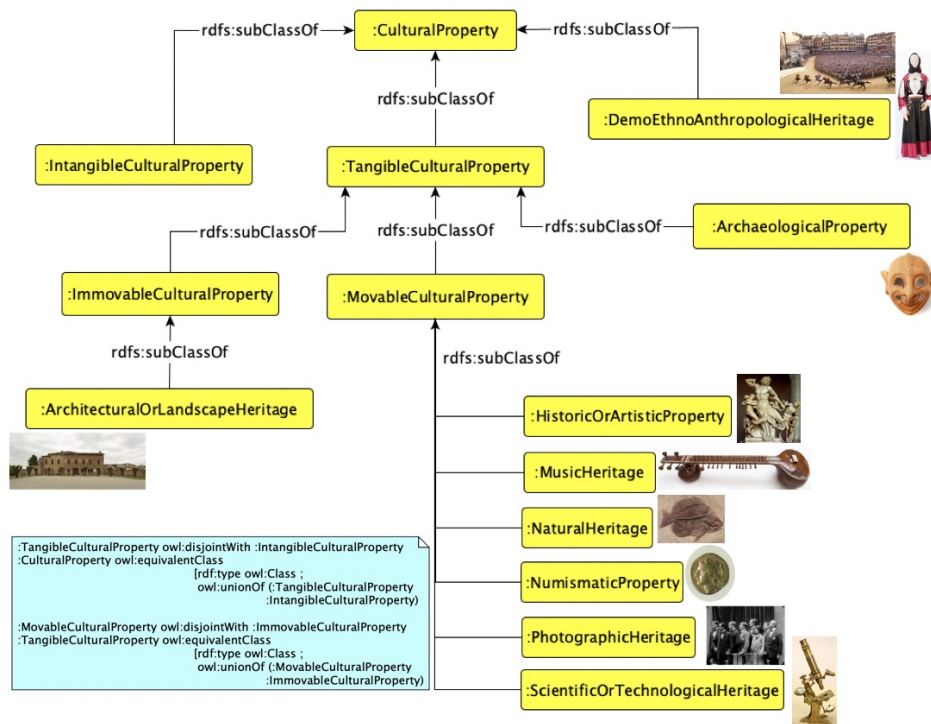 rdfs:subClassOf
:CulturalProperty
rdfs:subClassOf
rdfs:subClassOf
:DemoEthnoAnthropologicalHeritage
:IntangibleCulturalProperty
:TangibleCulturalProperty
rdfs:subClassOf
rdfs:subClassOf
rdfs:subClassOf
:ArchaeologicalProperty
:ImmovableCulturalProperty
:MovableCulturalProperty
rdfs:subClassOf
rdfs:subClassOf
:ArchitecturalOrLandscapeHeritage
:HistoricOrArtisticProperty
:MusicHeritage
:NaturalHeritage
:NumismaticProperty
:PhotographicHeritage
:ScientificOrTechnologicalHeritage
:TangibleCulturalProperty owl:disjointWith :IntangibleCulturalProperty
:CulturalProperty owl:equivalentClass
[rdf:type owl:Class ;
owl:unionOf (:TangibleCulturalProperty
:IntangibleCulturalProperty)
:MovableCulturalProperty owl:disjointWith :ImmovableCulturalProperty
:TangibleCulturalProperty owl:equivalentClass
[rdf:type owl:Class ;
owl:unionOf (:MovableCulturalProperty
:ImmovableCulturalProperty)